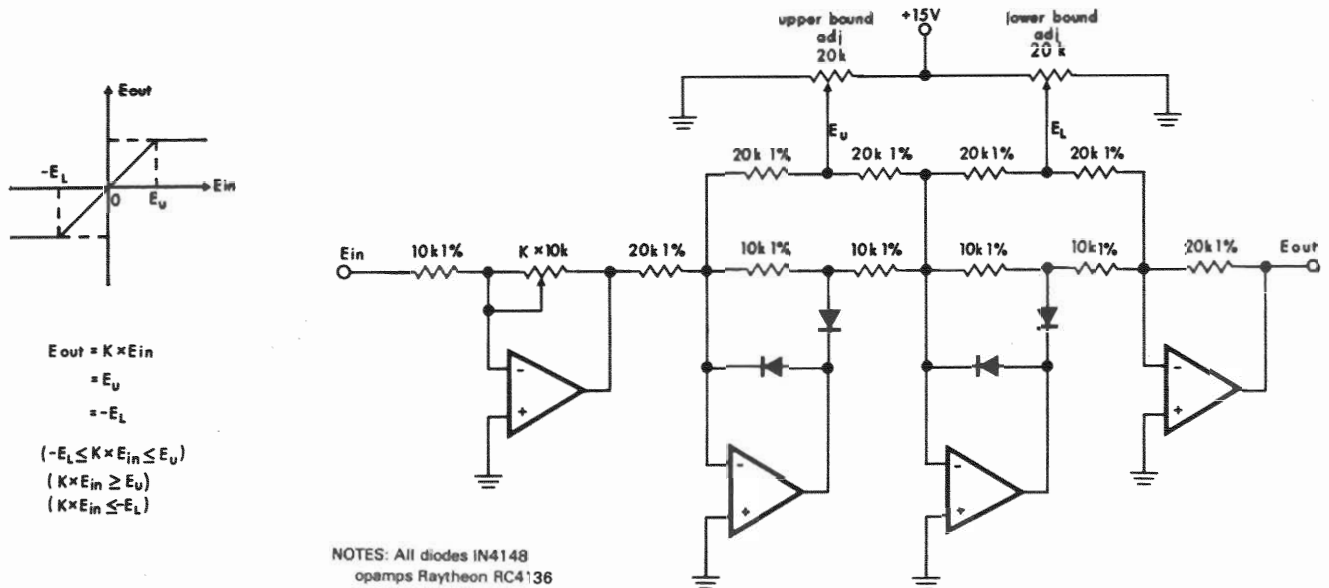 Eout
-EL
Ein
0
EU
Eout = K×Ein
= EU
= -EL
(-EL ≤ K×Ein ≤ EU)
( K×Ein ≥ EU)
( K×Ein ≤ -EL)
upper bound
adj
20k
+15V
lower bound
adj
20k
EU
EL
20k 1%
20k 1%
20k 1%
20k 1%
Ein
10k 1%
K ×10k
20k 1%
10k 1%
10k 1%
10k 1%
10k 1%
20k 1%
Eout
-
+
-
+
-
+
-
+
NOTES: All diodes IN4148
opamps Raytheon RC4136